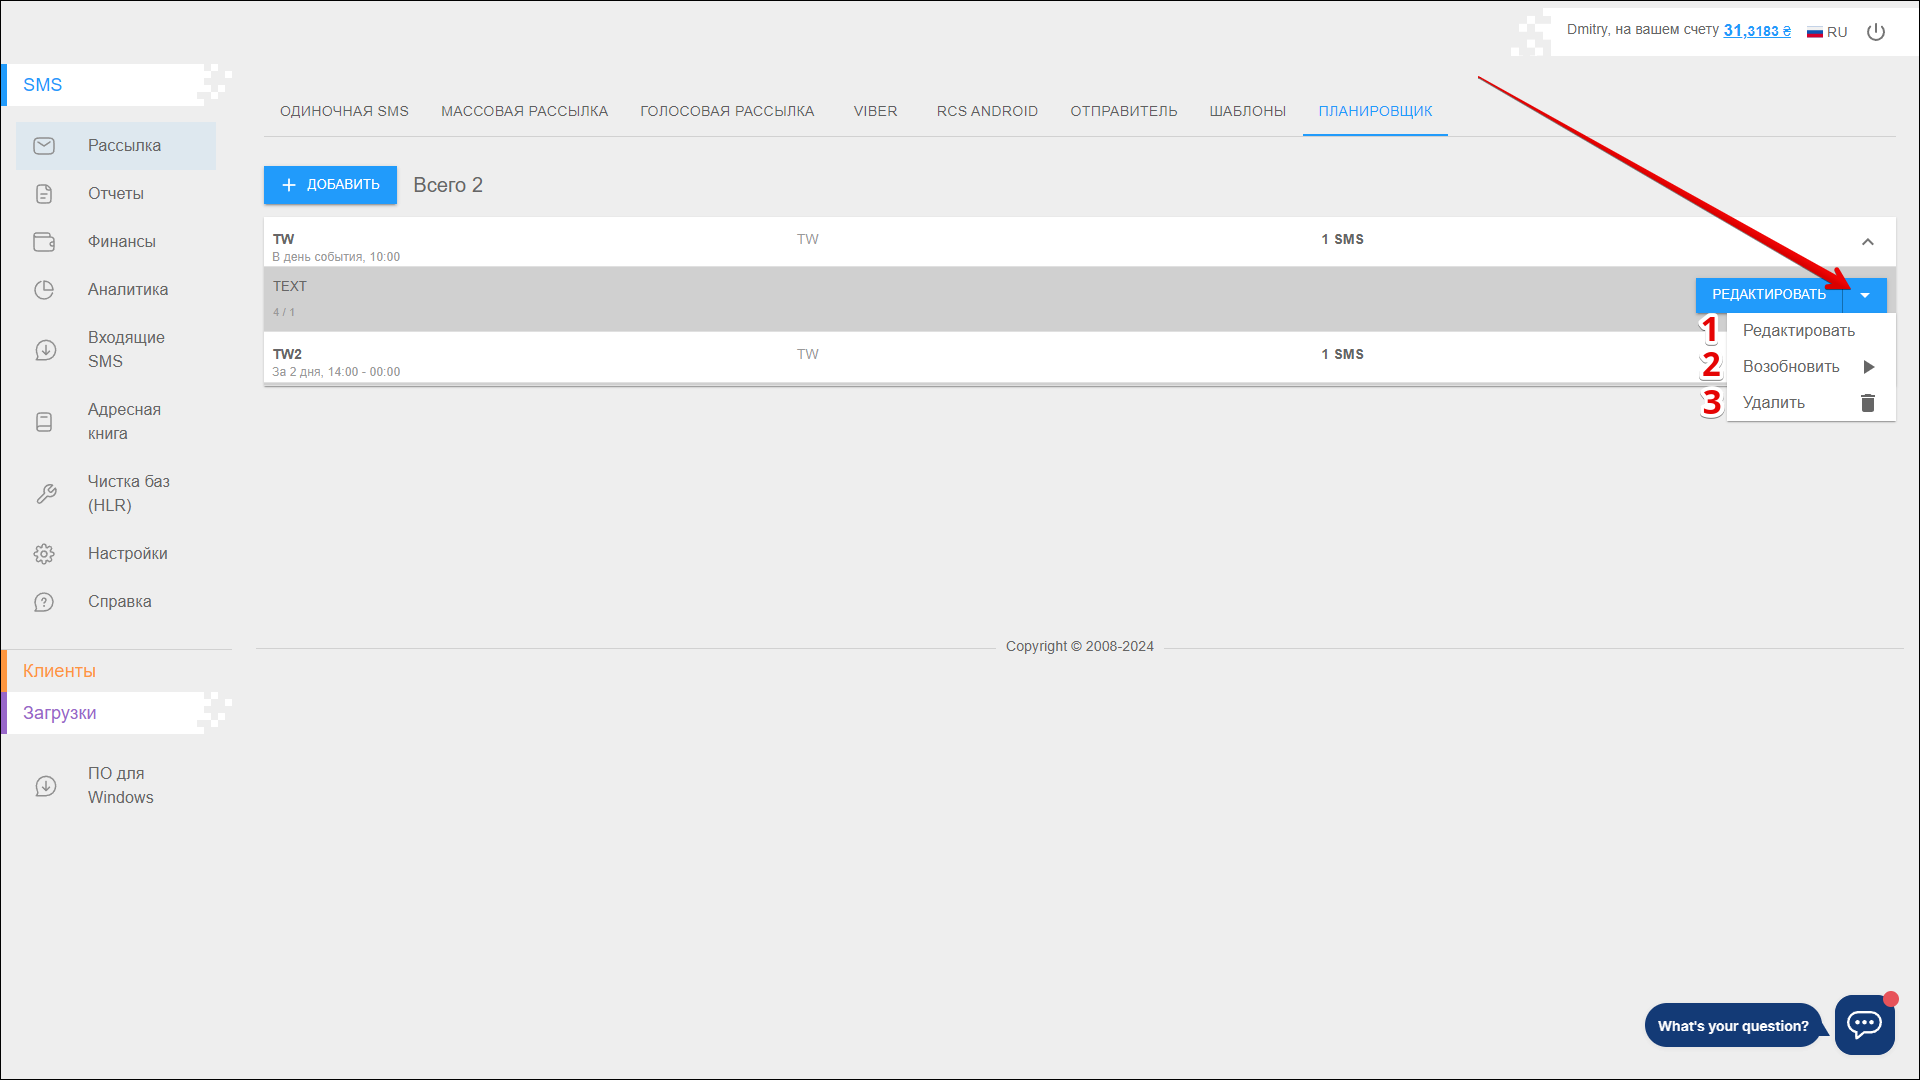 Dmitry, на вашем счету 31,3183 ₴
RU
SMS
Рассылка
Отчеты
Финансы
Аналитика
Входящие
SMS
Адресная
книга
Чистка баз
(HLR)
Настройки
Справка
Клиенты
Загрузки
ПО для
Windows
ОДИНОЧНАЯ SMS МАССОВАЯ РАССЫЛКА ГОЛОСОВАЯ РАССЫЛКА VIBER RCS ANDROID ОТПРАВИТЕЛЬ ШАБЛОНЫ ПЛАНИРОВЩИК
+ ДОБАВИТЬ Всего 2
TW TW 1 SMS
В день события, 10:00
TEXT
4 / 1
РЕДАКТИРОВАТЬ
1 Редактировать
2 Возобновить
3 Удалить
TW2 TW 1 SMS
За 2 дня, 14:00 - 00:00
Copyright © 2008-2024
What's your question?